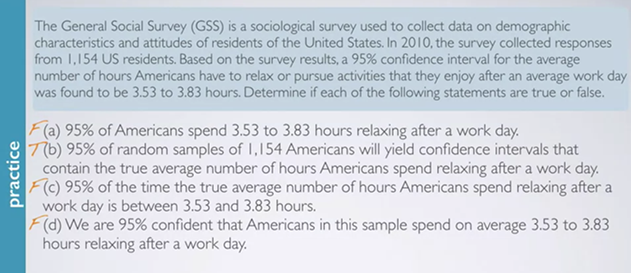 The General Social Survey (GSS) is a sociological survey used to collect data on demographic
characteristics and attitudes of residents of the United States. In 2010, the survey collected responses
from 1,154 US residents. Based on the survey results, a 95% confidence interval for the average
number of hours Americans have to relax or pursue activities that they enjoy after an average work day
was found to be 3.53 to 3.83 hours. Determine if each of the following statements are true or false.
F (a) 95% of Americans spend 3.53 to 3.83 hours relaxing after a work day.
T (b) 95% of random samples of 1,154 Americans will yield confidence intervals that
contain the true average number of hours Americans spend relaxing after a work day.
F (c) 95% of the time the true average number of hours Americans spend relaxing after a
work day is between 3.53 and 3.83 hours.
F (d) We are 95% confident that Americans in this sample spend on average 3.53 to 3.83
hours relaxing after a work day.
practice